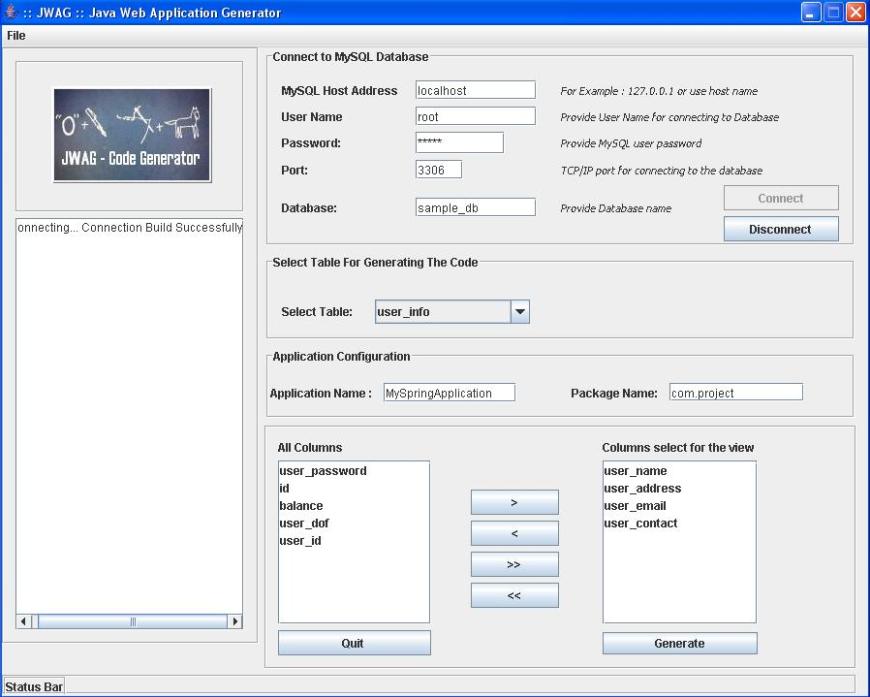 :: JWAG :: Java Web Application Generator
File
"O"+
+
JWAG - Code Generator
onnecting... Connection Build Successfully
Connect to MySQL Database
MySQL Host Address localhost For Example : 127.0.0.1 or use host name
User Name root Provide User Name for connecting to Database
Password: ***** Provide MySQL user password
Port: 3306 TCP/IP port for connecting to the database
Database: sample_db Provide Database name
Connect
Disconnect
Select Table For Generating The Code
Select Table: user_info
Application Configuration
Application Name : MySpringApplication Package Name: com.project
All Columns
user_password
id
balance
user_dof
user_id
>
<
>>
<<
Columns select for the view
user_name
user_address
user_email
user_contact
Quit
Generate
Status Bar